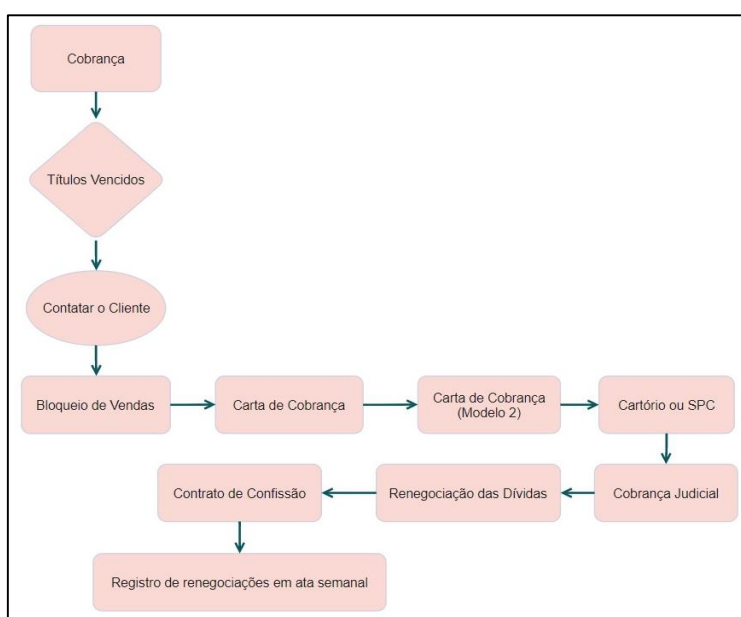 Cobrança
Títulos Vencidos
Contatar o Cliente
Bloqueio de Vendas
Carta de Cobrança
Carta de Cobrança
(Modelo 2)
Cartório ou SPC
Cobrança Judicial
Renegociação das Dívidas
Contrato de Confissão
Registro de renegociações em ata semanal